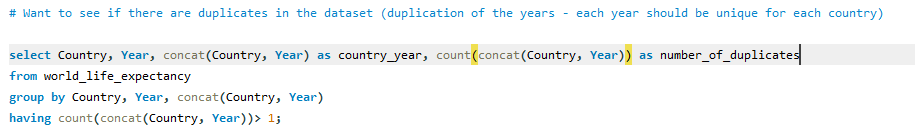 # Want to see if there are duplicates in the dataset (duplication of the years - each year should be unique for each country)
select Country, Year, concat(Country, Year) as country_year, count(concat(Country, Year)) as number_of_duplicates
from world_life_expectancy
group by Country, Year, concat(Country, Year)
having count(concat(Country, Year))> 1;